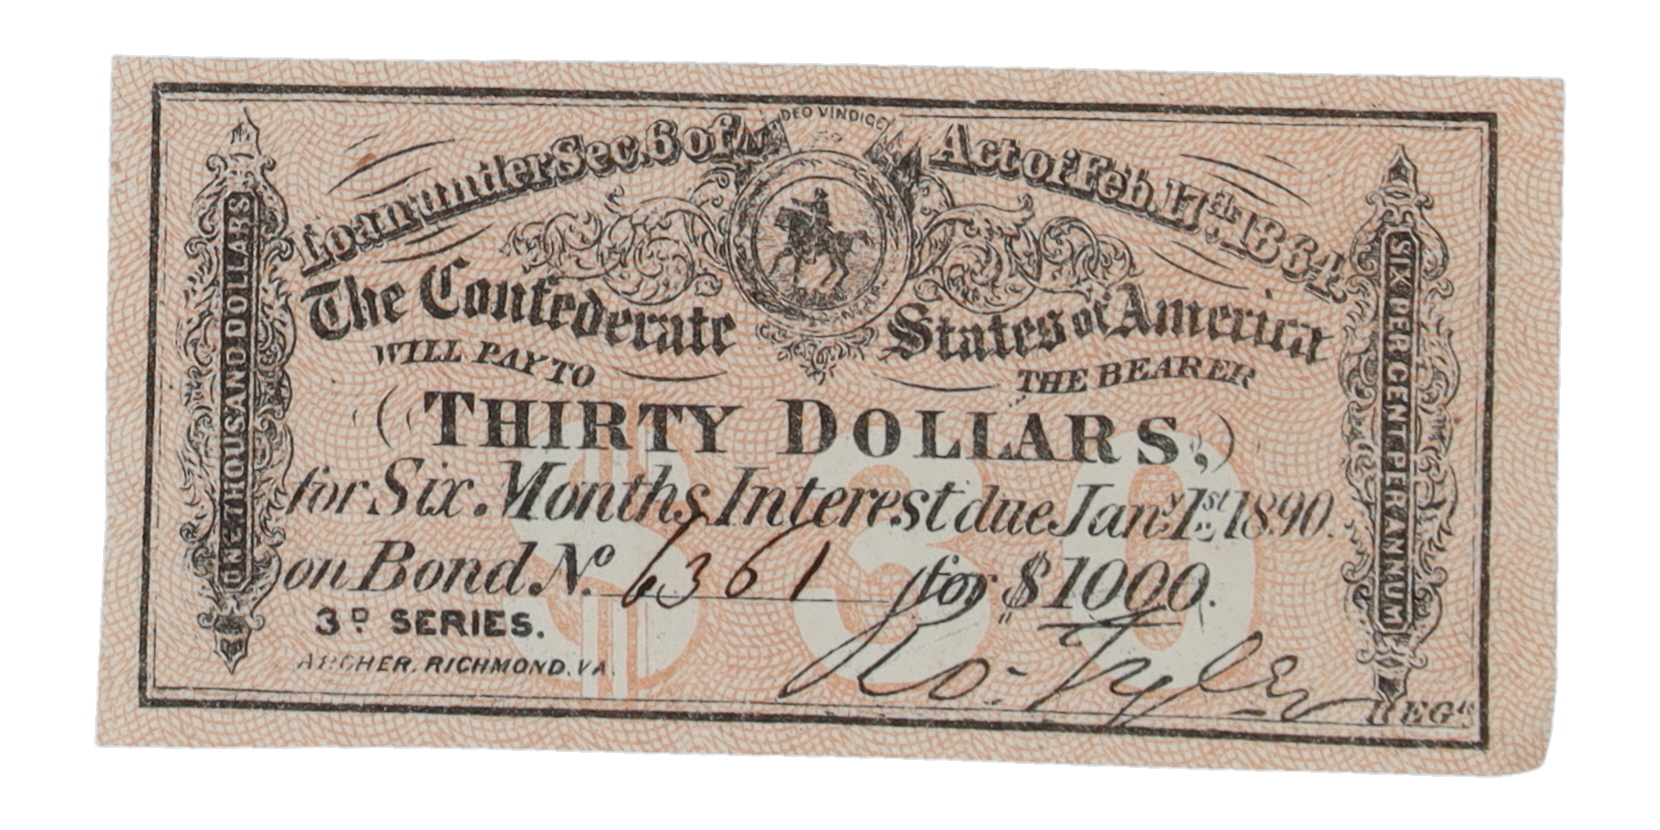 DEO VINDICE
Loan under Sec. 6 of Act of Feb. 17th 1864.
The Confederate States of America
WILL PAY TO THE BEARER
(THIRTY DOLLARS,)
for Six Months Interest due Jany. 1st 1890.
on Bond No. 6361 for $1000.
3D SERIES.
ARCHER, RICHMOND, VA.
Ro. Tyler REGr.
ONE THOUSAND DOLLARS
SIX PER CENT PER ANNUM
$30